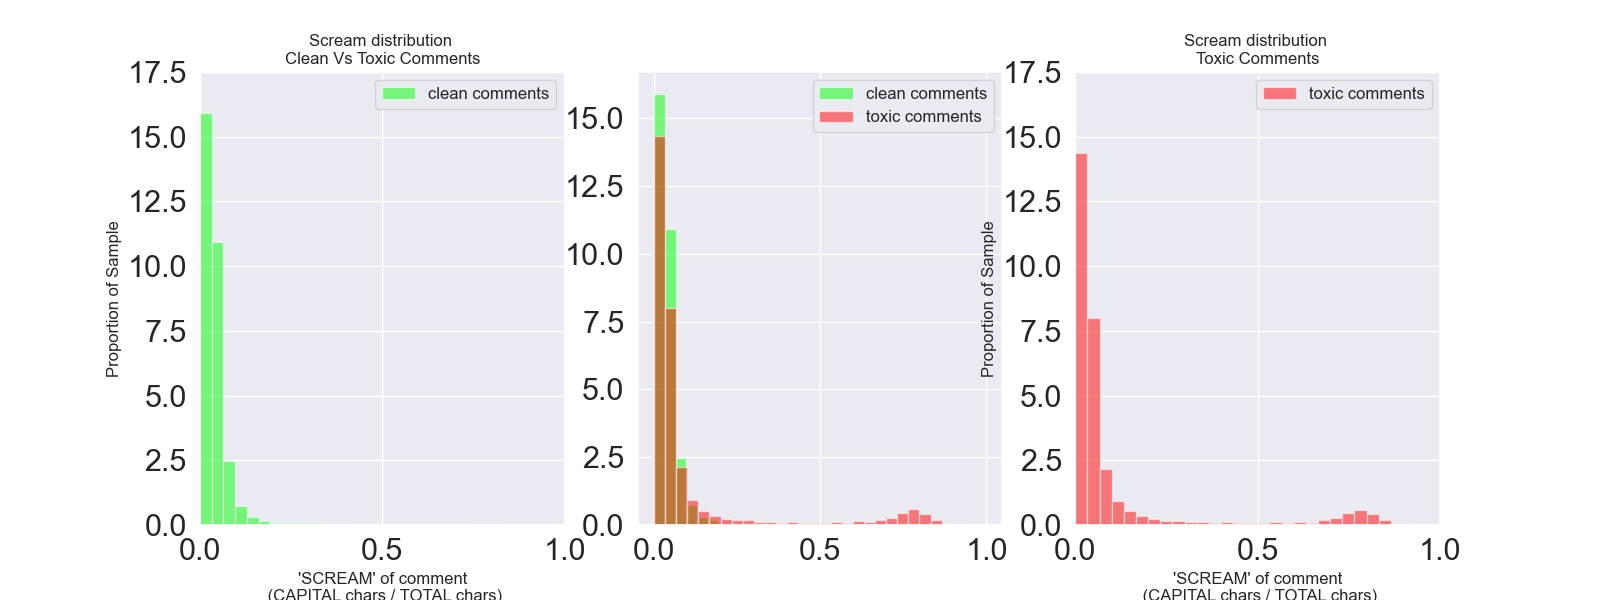 Scream distribution
Clean Vs Toxic Comments
17.5
15.0
12.5
10.0
7.5
5.0
2.5
0.0
Proportion of Sample
clean comments
0.0
0.5
1.0
'SCREAM' of comment
(CAPITAL chars / TOTAL chars)
15.0
12.5
10.0
7.5
5.0
2.5
0.0
clean comments
toxic comments
0.0
0.5
1.0
Scream distribution
Toxic Comments
17.5
15.0
12.5
10.0
7.5
5.0
2.5
0.0
Proportion of Sample
toxic comments
0.0
0.5
1.0
'SCREAM' of comment
(CAPITAL chars / TOTAL chars)